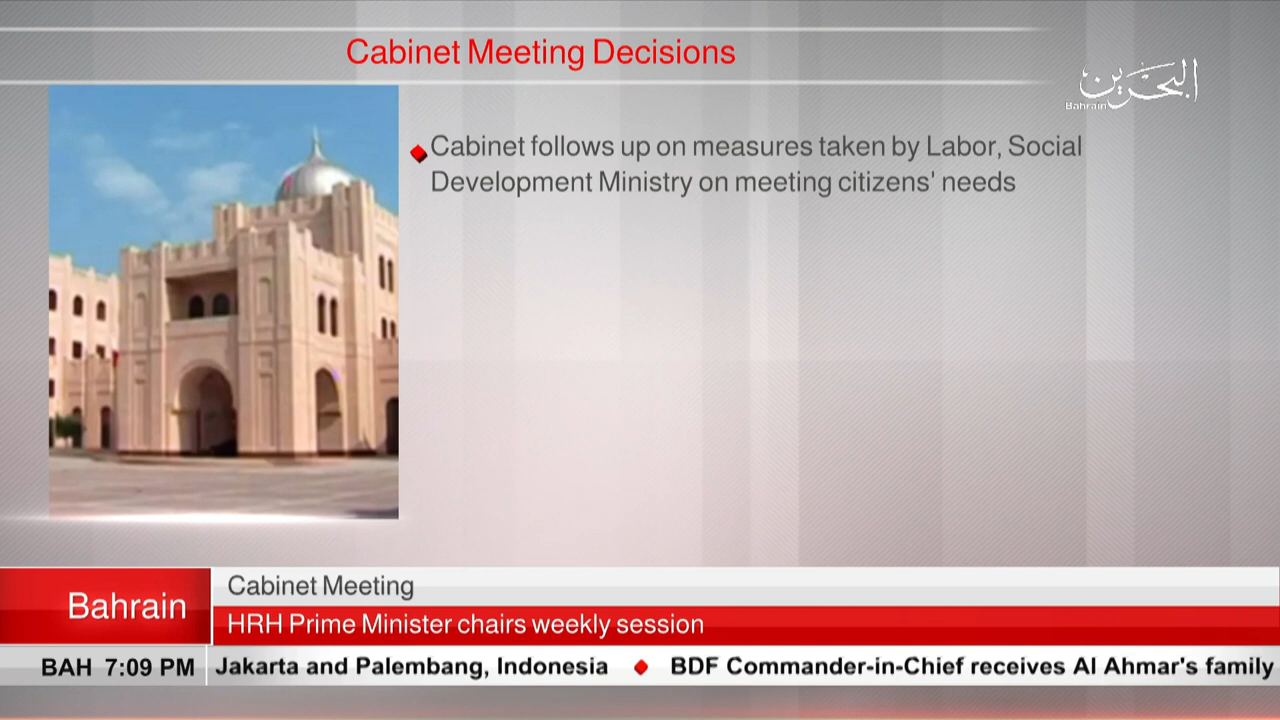 Cabinet Meeting Decisions
البحرين
Bahrain
Cabinet follows up on measures taken by Labor, Social
Development Ministry on meeting citizens' needs
Bahrain
Cabinet Meeting
HRH Prime Minister chairs weekly session
BAH 7:09 PM
Jakarta and Palembang, Indonesia
BDF Commander-in-Chief receives Al Ahmar's family